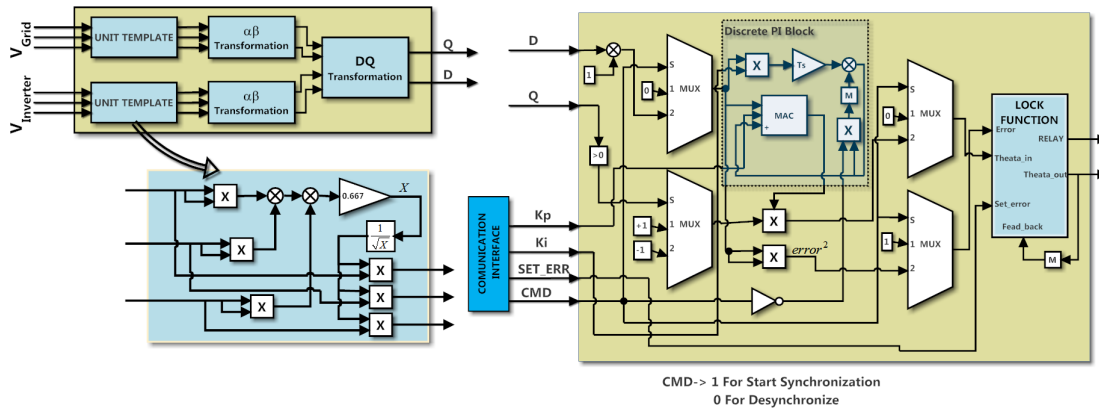 V Grid
UNIT TEMPLATE
αβ
Transformation
V Inverter
UNIT TEMPLATE
αβ
Transformation
DQ
Transformation
Q
D
X
X
X
0.667
X
1
√X
X
X
X
COMUNICATION
INTERFACE
D
Q
Kp
Ki
SET_ERR
CMD
1
>0
0
S
1 MUX
2
+1
-1
S
1 MUX
2
Discrete PI Block
X
Ts
M
MAC
+
X
X
X
error²
0
S
1 MUX
2
1
S
1 MUX
2
LOCK
FUNCTION
Error
RELAY
Theata_in
Theata_out
Set_error
Fead_back
M
CMD-> 1 For Start Synchronization
0 For Desynchronize